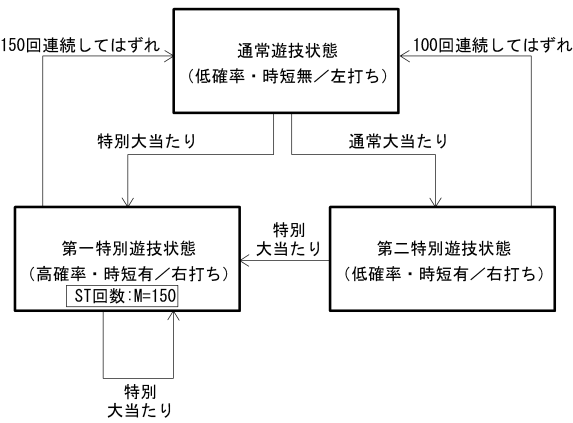 150回連続してはずれ
通常遊技状態
(低確率・時短無／左打ち)
100回連続してはずれ
特別大当たり
通常大当たり
第一特別遊技状態
(高確率・時短有／右打ち)
ST回数:M=150
特別
大当たり
第二特別遊技状態
(低確率・時短有／右打ち)
特別
大当たり